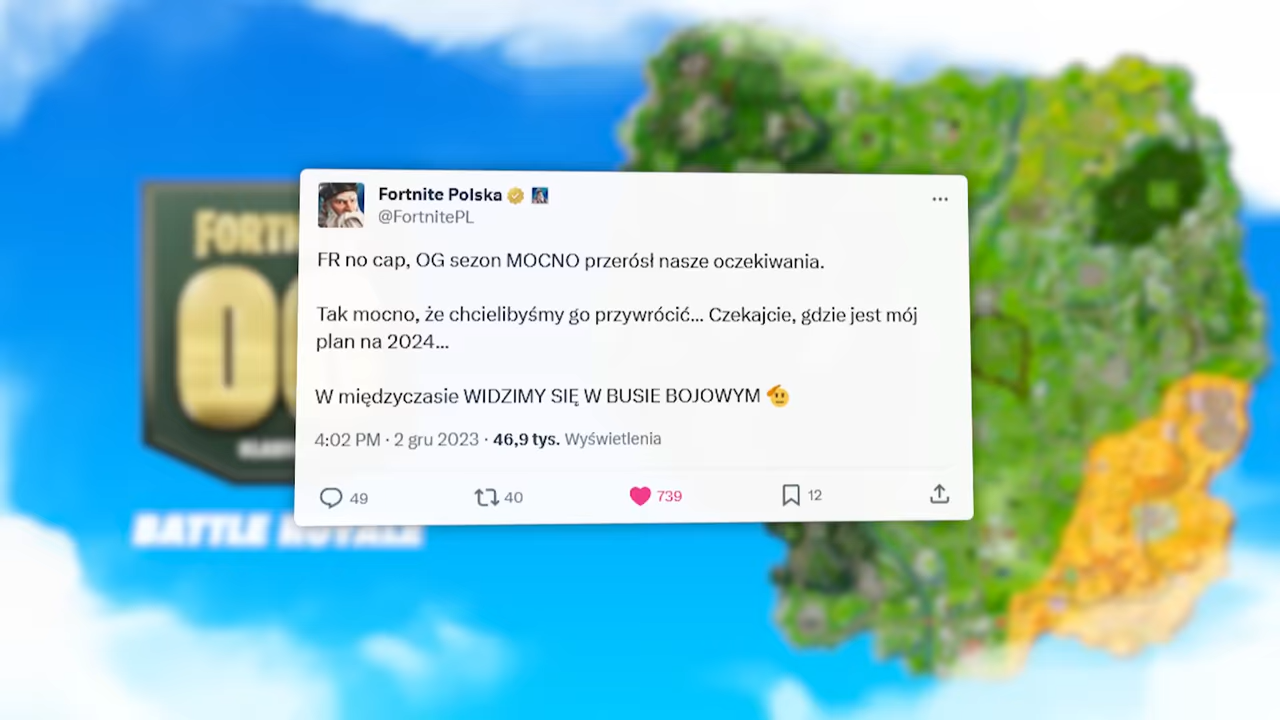 Fortnite Polska
@FortnitePL
FR no cap, OG sezon MOCNO przerósł nasze oczekiwania.
Tak mocno, że chcielibyśmy go przywrócić... Czekajcie, gdzie jest mój
plan na 2024...
W międzyczasie WIDZIMY SIĘ W BUSIE BOJOWYM 🫡
4:02 PM · 2 gru 2023 · 46,9 tys. Wyświetlenia
49 40 739 12
BATTLE ROYALE